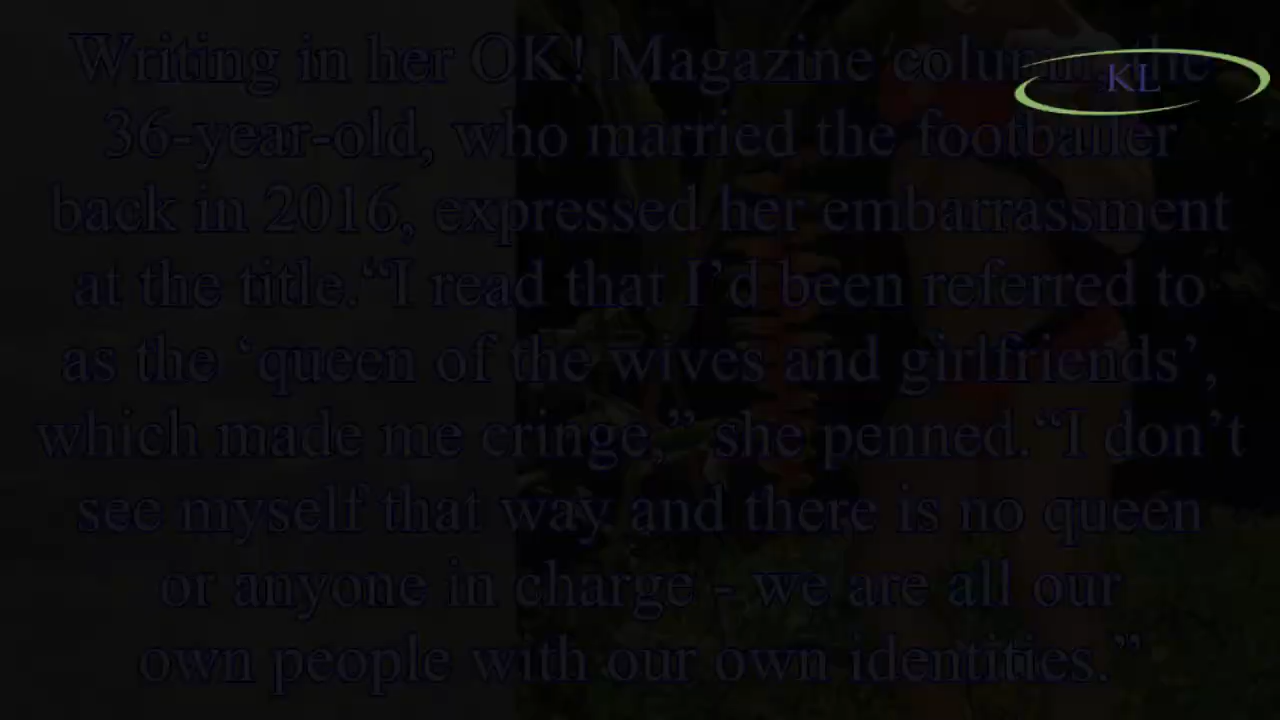 Writing in her OK! Magazine column, the
KL
36-year-old, who married the footballer
back in 2016, expressed her embarrassment
at the title.“I read that I’d been referred to
as the ‘queen of the wives and girlfriends’,
which made me cringe,” she penned.“I don’t
see myself that way and there is no queen
or anyone in charge - we are all our
own people with our own identities.”